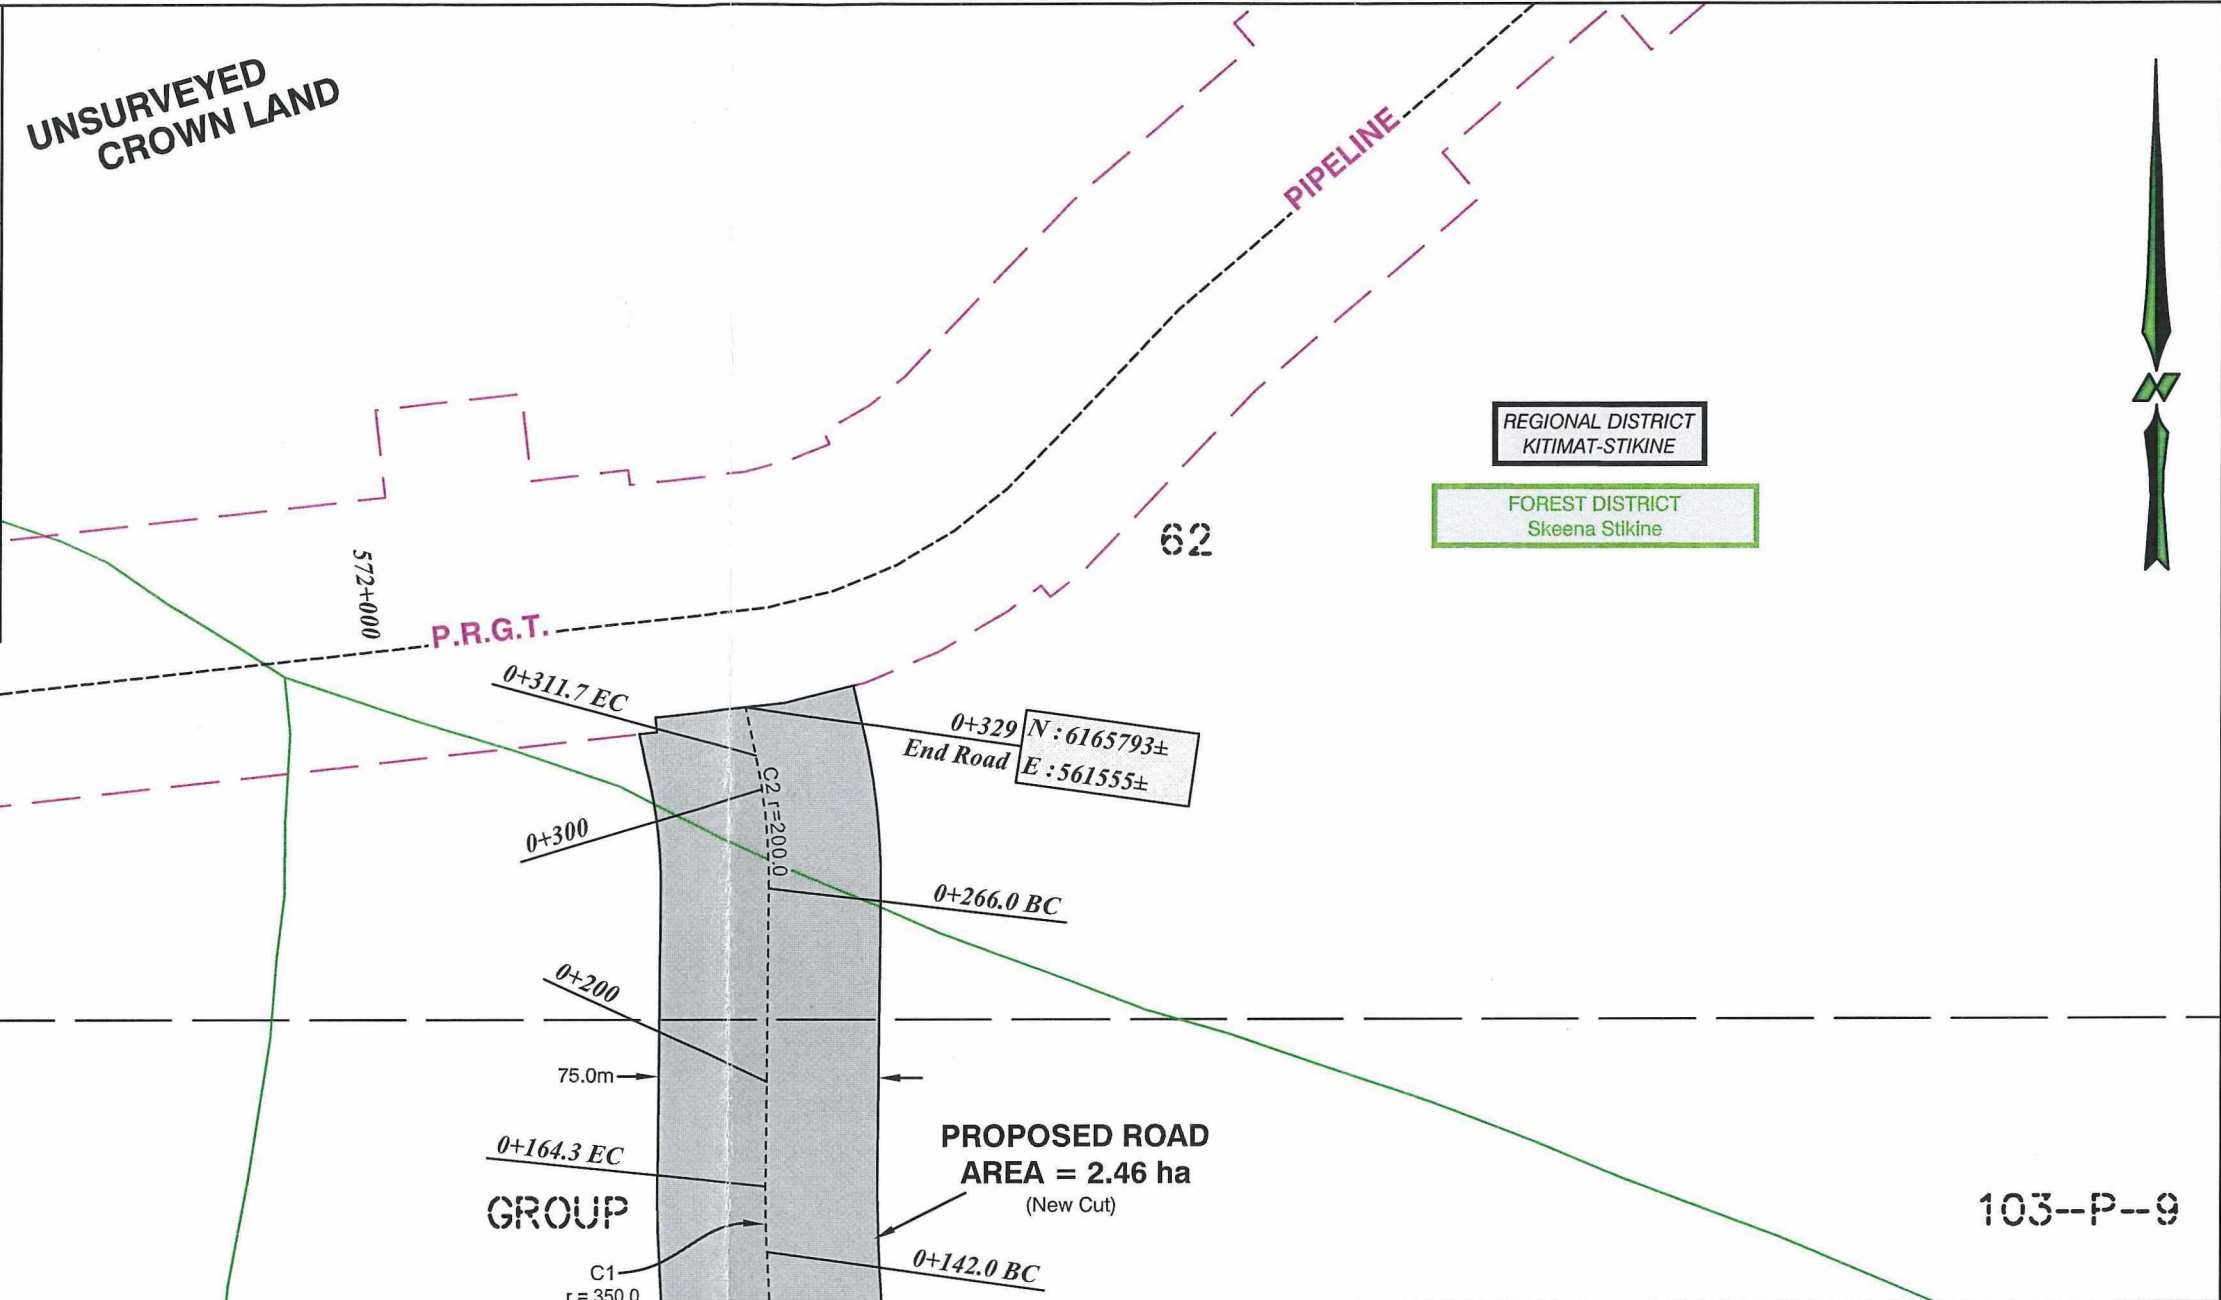 UNSURVEYED
CROWN LAND
PIPELINE
REGIONAL DISTRICT
KITIMAT-STIKINE
FOREST DISTRICT
Skeena Stikine
N
62
572+000
P.R.G.T.
0+311.7 EC
0+329
End Road
N : 6165793±
E : 561555±
C2 r=200.0
0+300
0+266.0 BC
0+200
75.0m
0+164.3 EC
PROPOSED ROAD
AREA = 2.46 ha
(New Cut)
GROUP
103--P--9
0+142.0 BC
C1
r = 350.0